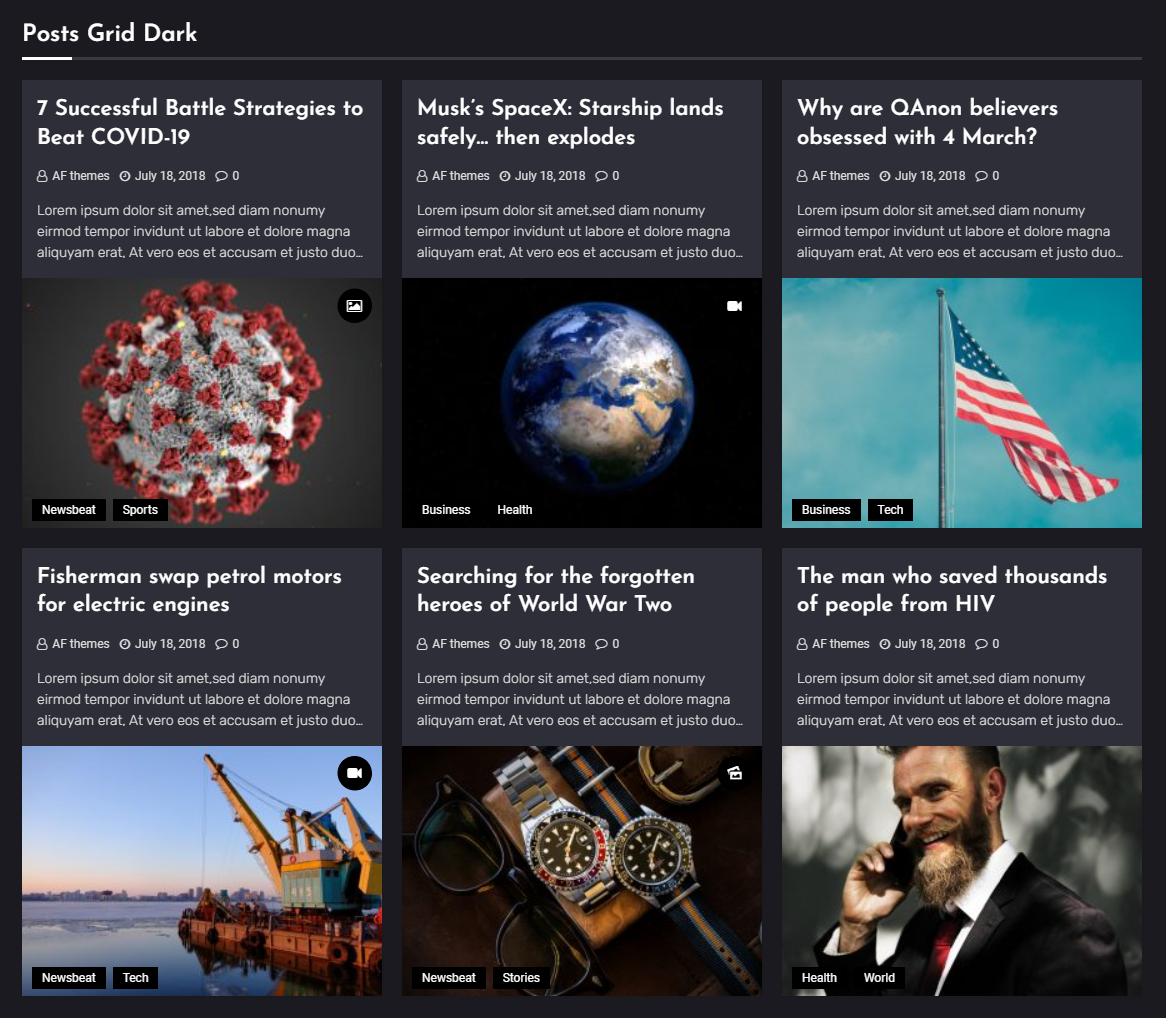 Posts Grid Dark
7 Successful Battle Strategies to
Beat COVID-19
AF themes July 18, 2018 0
Lorem ipsum dolor sit amet,sed diam nonumy
eirmod tempor invidunt ut labore et dolore magna
aliquyam erat, At vero eos et accusam et justo duo...
Newsbeat Sports
Musk's SpaceX: Starship lands
safely... then explodes
AF themes July 18, 2018 0
Lorem ipsum dolor sit amet,sed diam nonumy
eirmod tempor invidunt ut labore et dolore magna
aliquyam erat, At vero eos et accusam et justo duo...
Business Health
Why are QAnon believers
obsessed with 4 March?
AF themes July 18, 2018 0
Lorem ipsum dolor sit amet,sed diam nonumy
eirmod tempor invidunt ut labore et dolore magna
aliquyam erat, At vero eos et accusam et justo duo...
Business Tech
Fisherman swap petrol motors
for electric engines
AF themes July 18, 2018 0
Lorem ipsum dolor sit amet,sed diam nonumy
eirmod tempor invidunt ut labore et dolore magna
aliquyam erat, At vero eos et accusam et justo duo...
Newsbeat Tech
Searching for the forgotten
heroes of World War Two
AF themes July 18, 2018 0
Lorem ipsum dolor sit amet,sed diam nonumy
eirmod tempor invidunt ut labore et dolore magna
aliquyam erat, At vero eos et accusam et justo duo...
Newsbeat Stories
The man who saved thousands
of people from HIV
AF themes July 18, 2018 0
Lorem ipsum dolor sit amet,sed diam nonumy
eirmod tempor invidunt ut labore et dolore magna
aliquyam erat, At vero eos et accusam et justo duo...
Health World